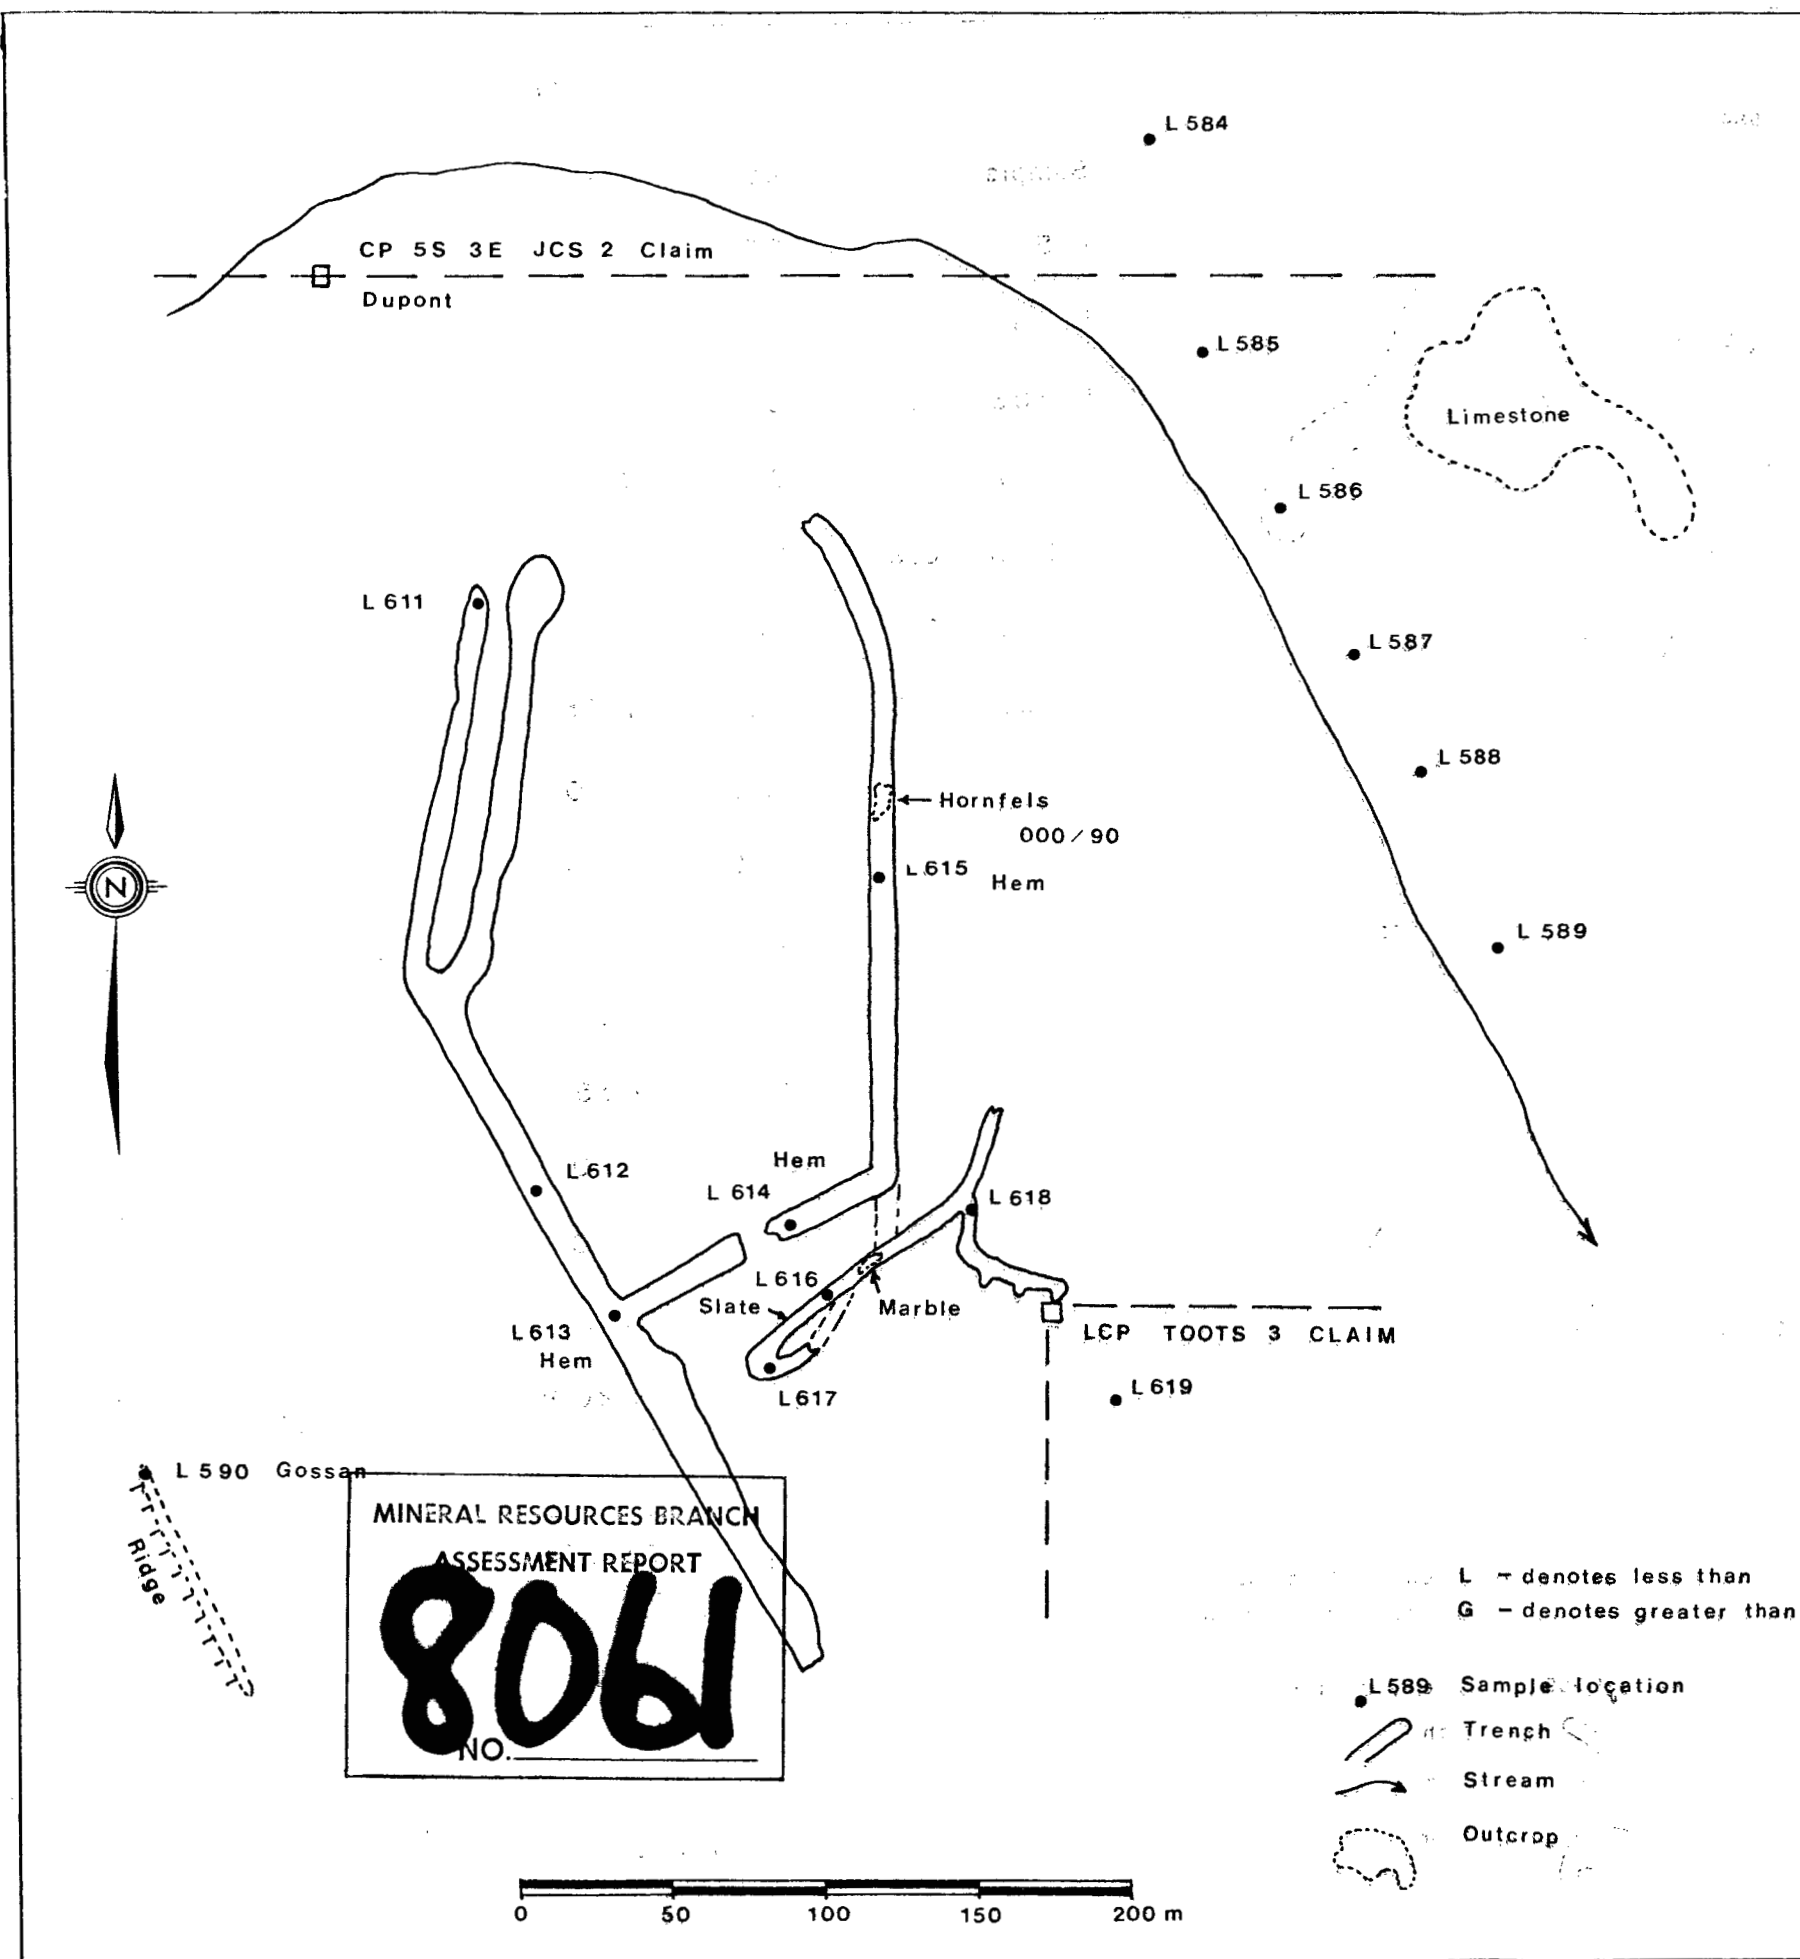 L 584
CP 5S 3E JCS 2 Claim
Dupont
L 585
Limestone
L 586
L 611
L 587
L 588
Hornfels
000/90
L 615 Hem
N
L 589
Hem
L 612
L 614
L 618
L 616
Slate
Marble
L 613
Hem
LCP TOOTS 3 CLAIM
L 617
L 619
L 590 Gossan
Ridge
MINERAL RESOURCES BRANCH
ASSESSMENT REPORT
8061
NO.
L - denotes less than
G - denotes greater than
L 589 Sample location
Trench
Stream
Outcrop
0 50 100 150 200 m